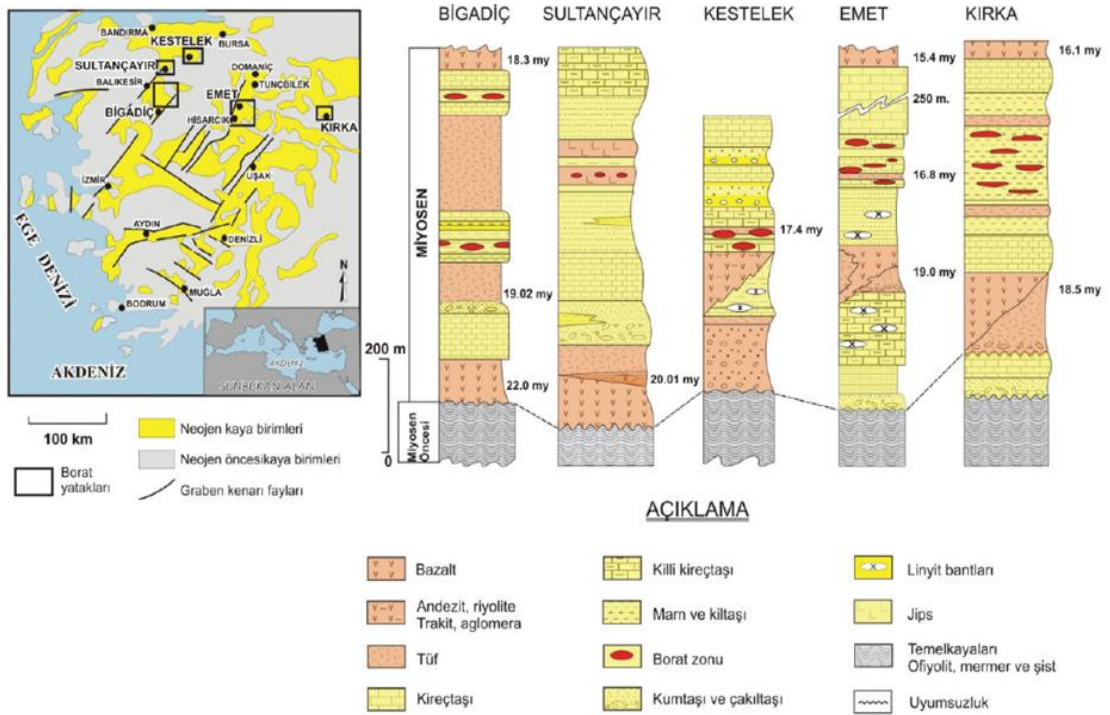 BİGADİÇ
SULTANÇAYIR
KESTELEK
EMET
KIRKA
BANDIRMA
KESTELEK
BURSA
SULTANÇAYIR
DOMANİÇ
TUNÇBİLEK
BALIKESİR
EMET
BİGADİÇ
HİSARCIK
KIRKA
UŞAK
İZMİR
EGE DENİZİ
AYDIN
DENİZLİ
MUĞLA
BODRUM
N
AKDENİZ
AKDENİZ
SUNBUKAN ALAN
100 km
Neojen kaya birimleri
Neojen öncesikaya birimleri
Borat
yatakları
Graben kenarı fayları
200 m
0
MİYOSEN
Miyosen
Öncesi
18.3 my
19.02 my
22.0 my
20.01 my
17.4 my
15.4 my
250 m.
16.8 my
19.0 my
16.1 my
18.5 my
AÇIKLAMA
Bazalt
Andezit, riyolite
Trakit, aglomera
Tüf
Kireçtaşı
Killi kireçtaşı
Marn ve kiltaşı
Borat zonu
Kumtaşı ve çakıltaşı
Linyit bantları
Jips
Temelkayaları
Ofiyolit, mermer ve şist
Uyumsuzluk